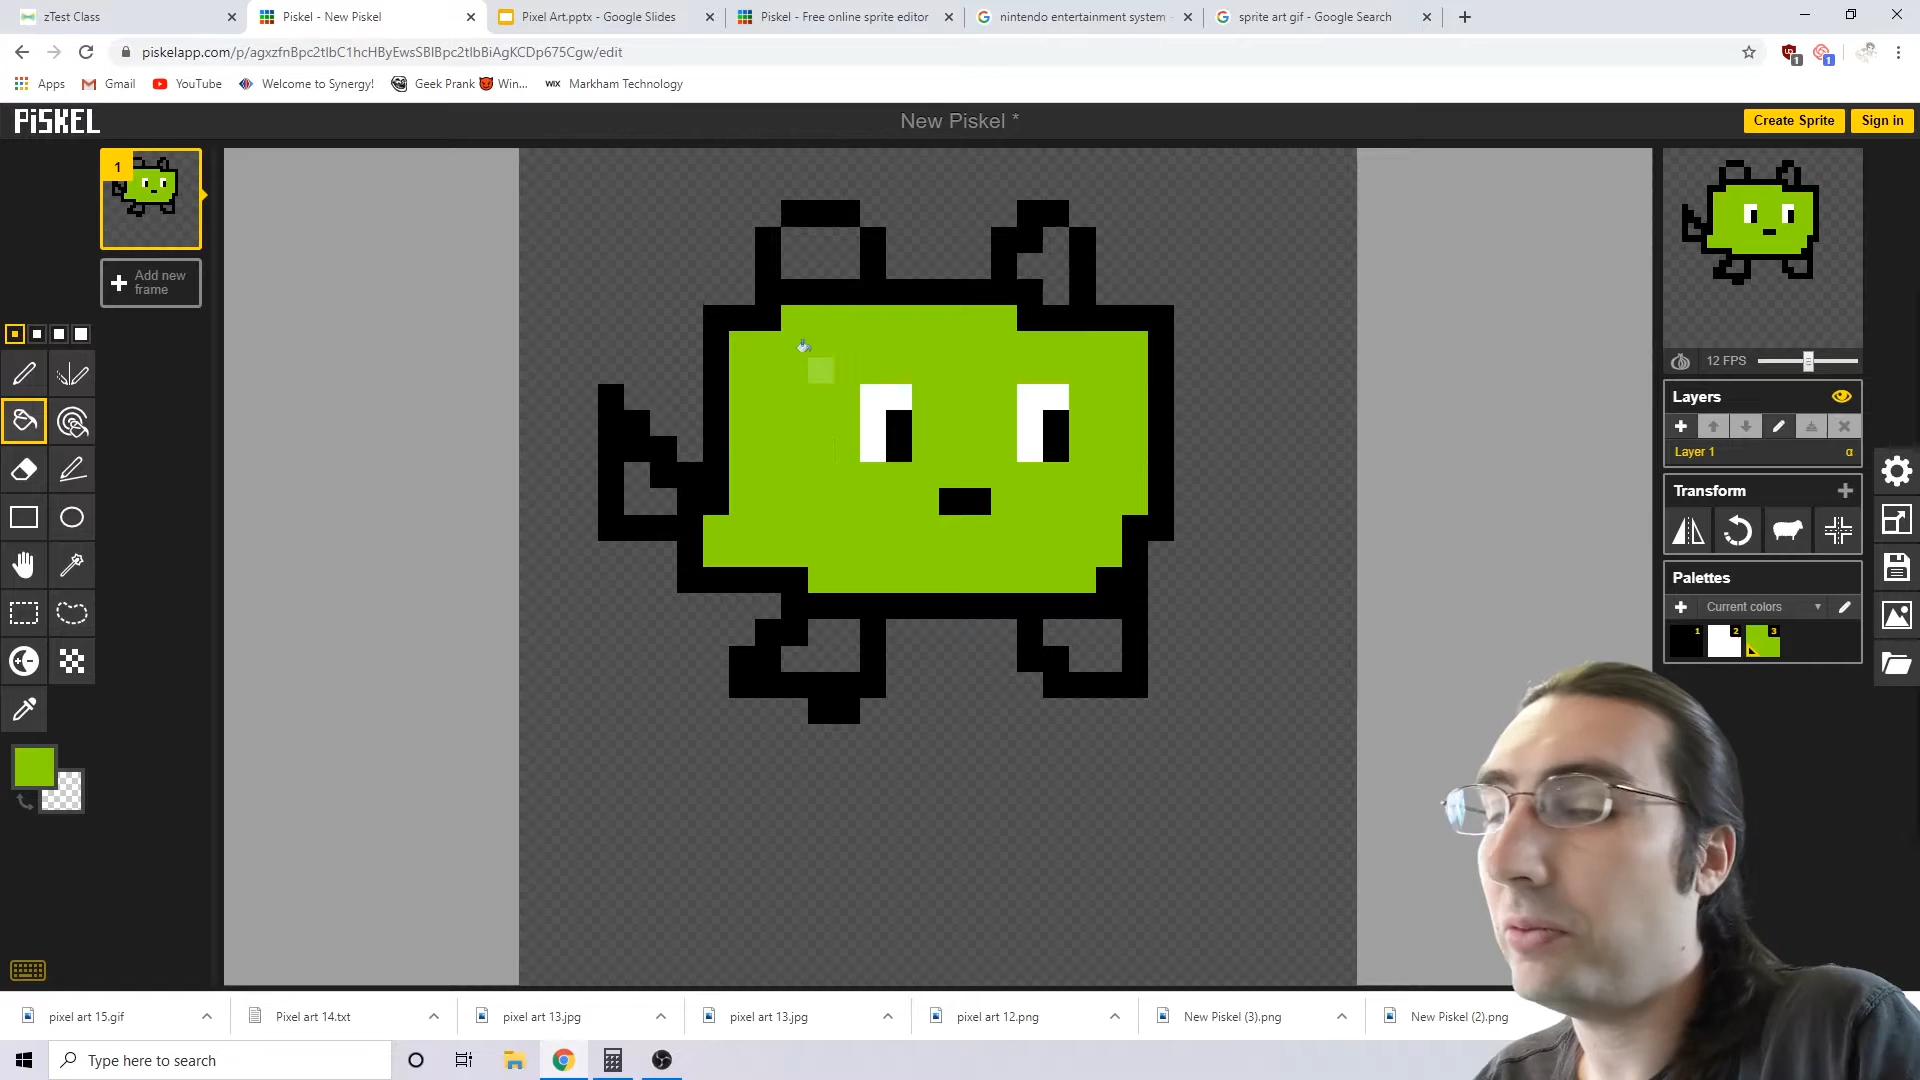 zTest Class
Piskel - New Piskel
Pixel Art.pptx - Google Slides
Piskel - Free online sprite editor
nintendo entertainment system
sprite art gif - Google Search
piskelapp.com/p/agxzfnBpc2tlbC1hcHByEwsSBlBpc2tlbBiAgKCDp675Cgw/edit
1
1
Apps
Gmail
YouTube
Welcome to Synergy!
Geek Prank
Win...
WIX
Markham Technology
PiSKEL
New Piskel *
Create Sprite
Sign in
1
Add new
frame
12 FPS
Layers
Layer 1
α
Transform
Palettes
Current colors
1
2
3
pixel art 15.gif
Pixel art 14.txt
pixel art 13.jpg
pixel art 13.jpg
pixel art 12.png
New Piskel (3).png
New Piskel (2).png
Type here to search